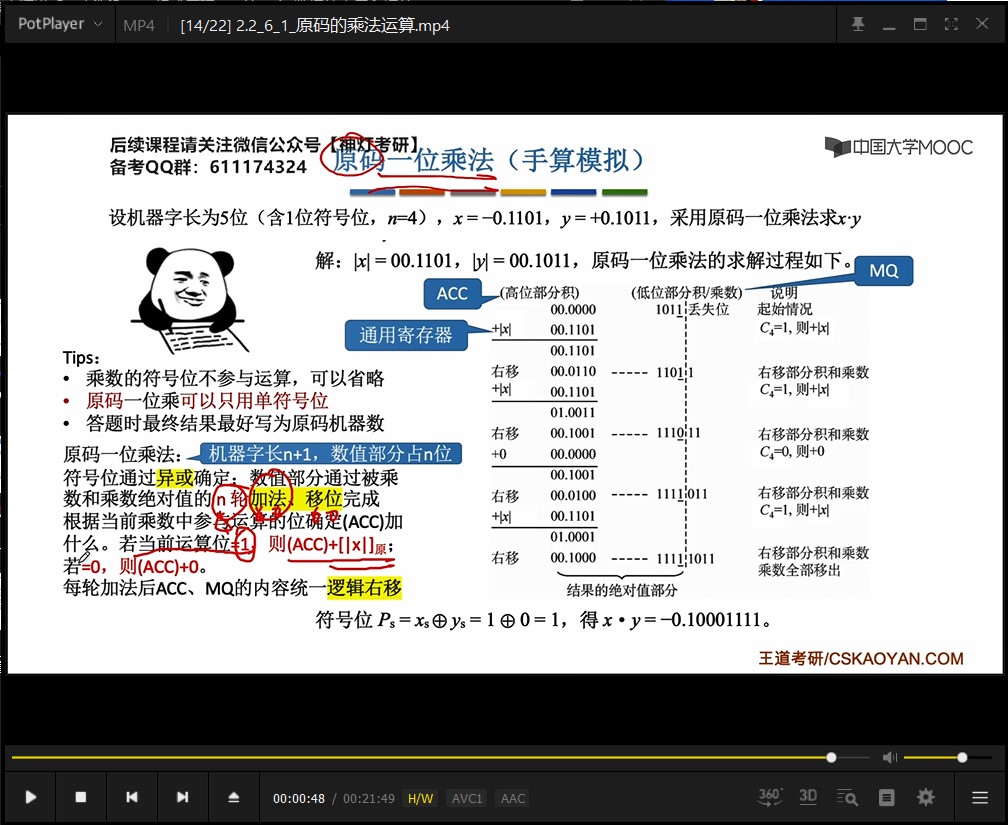 PotPlayer
MP4
[14/22] 2.2_6_1_原码的乘法运算.mp4
后续课程请关注微信公众号【神灯考研】
备考QQ群：611174324
原码一位乘法（手算模拟）
中国大学MOOC
设机器字长为5位（含1位符号位，n=4），x = −0.1101，y = +0.1011，采用原码一位乘法求x·y
解：|x| = 00.1101，|y| = 00.1011，原码一位乘法的求解过程如下。
MQ
ACC
(高位部分积) (低位部分积/乘数) 说明
00.0000 1011 丢失位 起始情况
通用寄存器
+|x| 00.1101 C4=1, 则+|x|
00.1101
右移 00.0110 ----- 1101 1 右移部分积和乘数
+|x| 00.1101 C4=1, 则+|x|
01.0011
右移 00.1001 ----- 1110 11 右移部分积和乘数
+0 00.0000 C4=0, 则+0
00.1001
右移 00.0100 ----- 1111 011 右移部分积和乘数
+|x| 00.1101 C4=1, 则+|x|
01.0001
右移 00.1000 ----- 1111 1011 右移部分积和乘数
乘数全部移出
结果的绝对值部分
Tips：
• 乘数的符号位不参与运算，可以省略
• 原码一位乘可以只用单符号位
• 答题时最终结果最好写为原码机器数
原码一位乘法：
机器字长n+1，数值部分占n位
符号位通过异或确定；数值部分通过被乘
数和乘数绝对值的 n 轮加法、移位完成
根据当前乘数中参与运算的位确定(ACC)加
什么。若当前运算位=1，则(ACC)+[|x|]原；
若=0，则(ACC)+0。
每轮加法后ACC、MQ的内容统一逻辑右移
符号位 Ps = xs⊕ys = 1⊕0 = 1，得 x·y = −0.10001111。
王道考研/CSKAOYAN.COM
00:00:48 / 00:21:49 H/W AVC1 AAC
360° 3D